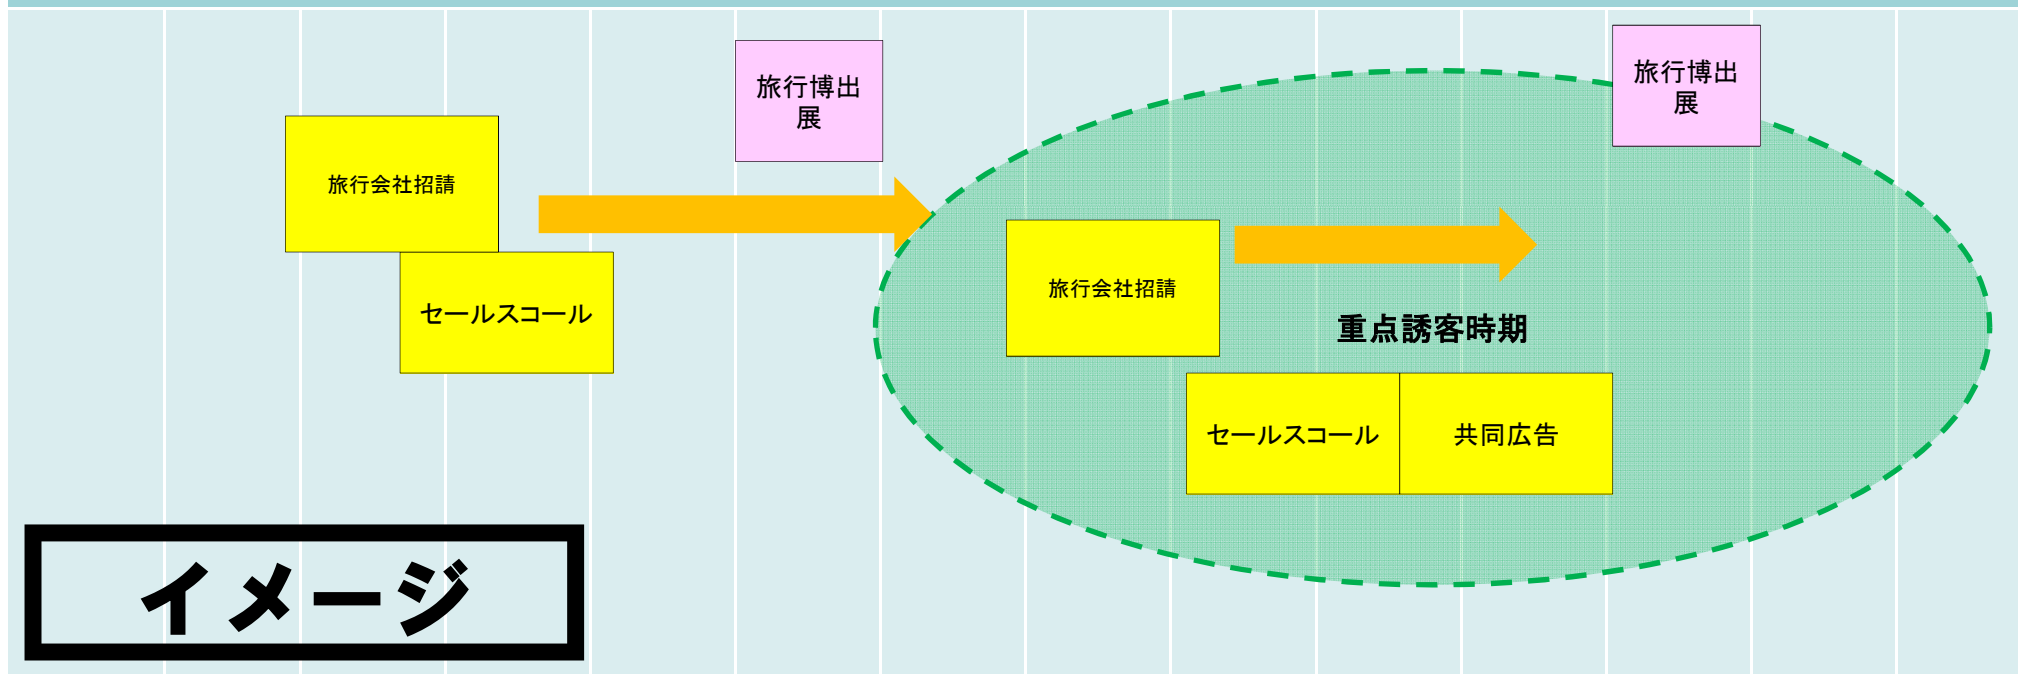 旅行博出
展
旅行会社招請
セールスコール
旅行博出
展
旅行会社招請
重点誘客時期
セールスコール
共同広告
イメージ